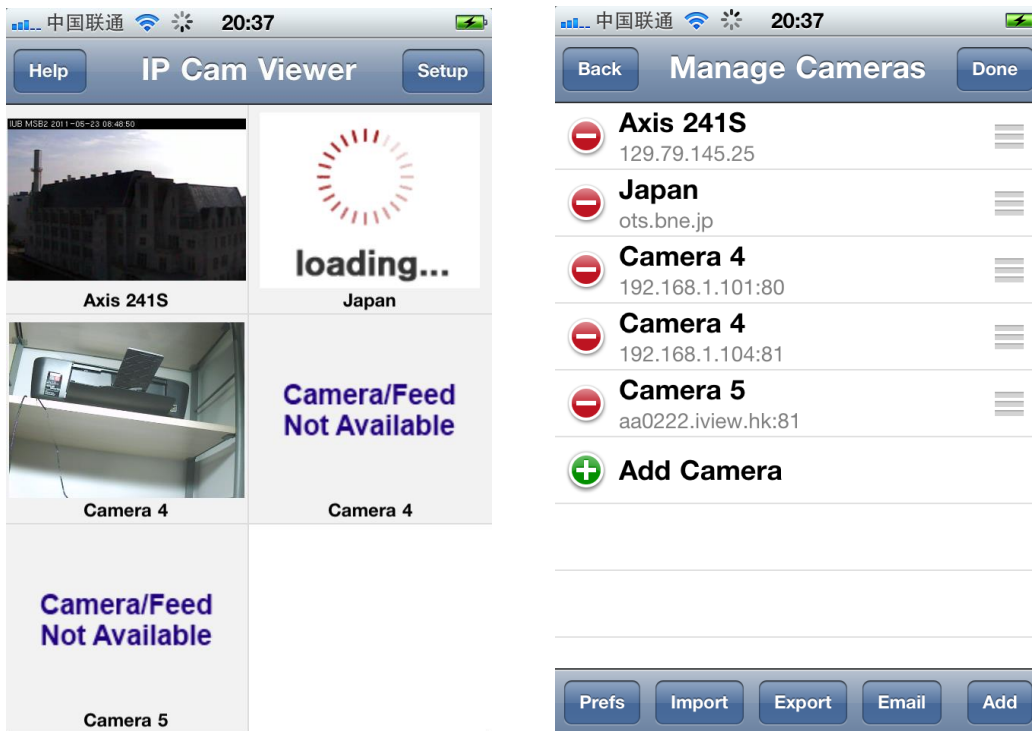 中国联通 20:37
Help IP Cam Viewer Setup
IUB MSB2 2011-05-23 08:48:50
loading...
Axis 241S Japan
Camera/Feed
Not Available
Camera 4 Camera 4
Camera/Feed
Not Available
Camera 5
中国联通 20:37
Back Manage Cameras Done
Axis 241S
129.79.145.25
Japan
ots.bne.jp
Camera 4
192.168.1.101:80
Camera 4
192.168.1.104:81
Camera 5
aa0222.iview.hk:81
Add Camera
Prefs Import Export Email Add